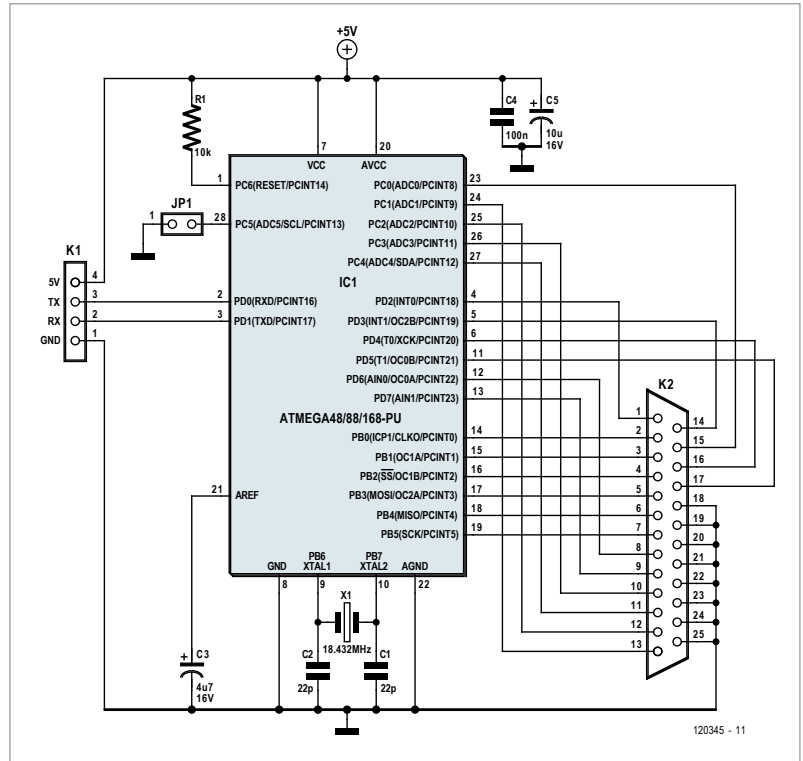 +5V
R1
10k
C4
100n
C5
10u
16V
7
20
VCC
AVCC
1
PC6(RESET/PCINT14)
JP1
1
28
PC5(ADC5/SCL/PCINT13)
K1
5V
4
TX
3
RX
2
GND
1
2
PD0(RXD/PCINT16)
3
PD1(TXD/PCINT17)
IC1
ATMEGA48/88/168-PU
PC0(ADC0/PCINT8)
23
PC1(ADC1/PCINT9)
24
PC2(ADC2/PCINT10)
25
PC3(ADC3/PCINT11)
26
PC4(ADC4/SDA/PCINT12)
27
PD2(INT0/PCINT18)
4
PD3(INT1/OC2B/PCINT19)
5
PD4(T0/XCK/PCINT20)
6
PD5(T1/OC0B/PCINT21)
11
PD6(AIN0/OC0A/PCINT22)
12
PD7(AIN1/PCINT23)
13
PB0(ICP1/CLKO/PCINT0)
14
PB1(OC1A/PCINT1)
15
PB2(SS/OC1B/PCINT2)
16
PB3(MOSI/OC2A/PCINT3)
17
PB4(MISO/PCINT4)
18
PB5(SCK/PCINT5)
19
21
AREF
GND
8
PB6
XTAL1
9
PB7
XTAL2
10
AGND
22
X1
18.432MHz
C3
4u7
16V
C2
22p
C1
22p
K2
1
2
3
4
5
6
7
8
9
10
11
12
13
14
15
16
17
18
19
20
21
22
23
24
25
120345 - 11